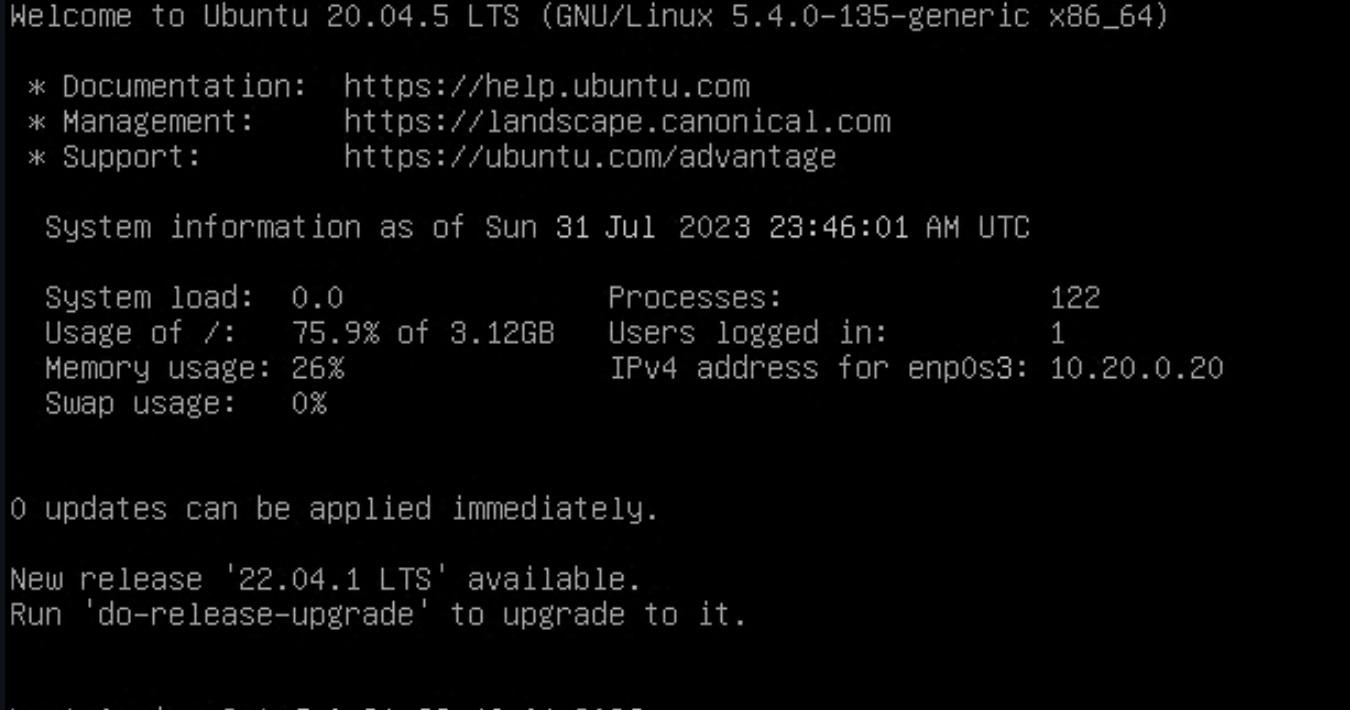 Welcome to Ubuntu 20.04.5 LTS (GNU/Linux 5.4.0-135-generic x86_64)
* Documentation: https://help.ubuntu.com
* Management: https://landscape.canonical.com
* Support: https://ubuntu.com/advantage
System information as of Sun 31 Jul 2023 23:46:01 AM UTC
System load: 0.0 Processes: 122
Usage of /: 75.9% of 3.12GB Users logged in: 1
Memory usage: 26% IPv4 address for enp0s3: 10.20.0.20
Swap usage: 0%
0 updates can be applied immediately.
New release '22.04.1 LTS' available.
Run 'do-release-upgrade' to upgrade to it.